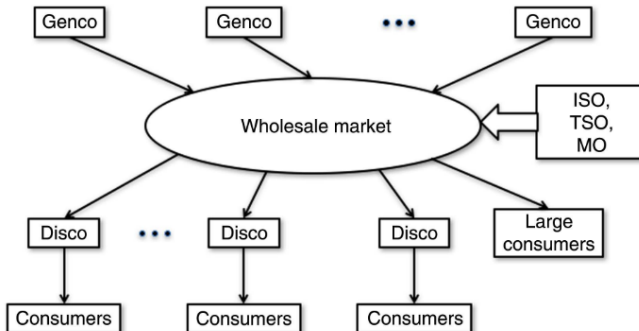 Genco
Genco
Genco
Wholesale market
ISO,
TSO,
MO
Disco
Disco
Disco
Large
consumers
Consumers
Consumers
Consumers